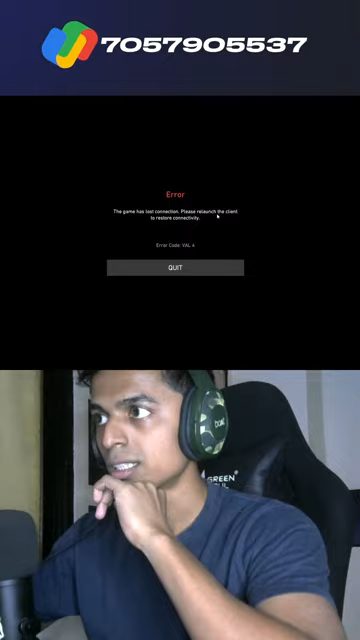 7057905537
Error
The game has lost connection. Please relaunch the client
to restore connectivity.
Error Code: VAL 4
QUIT
boAt
GREEN